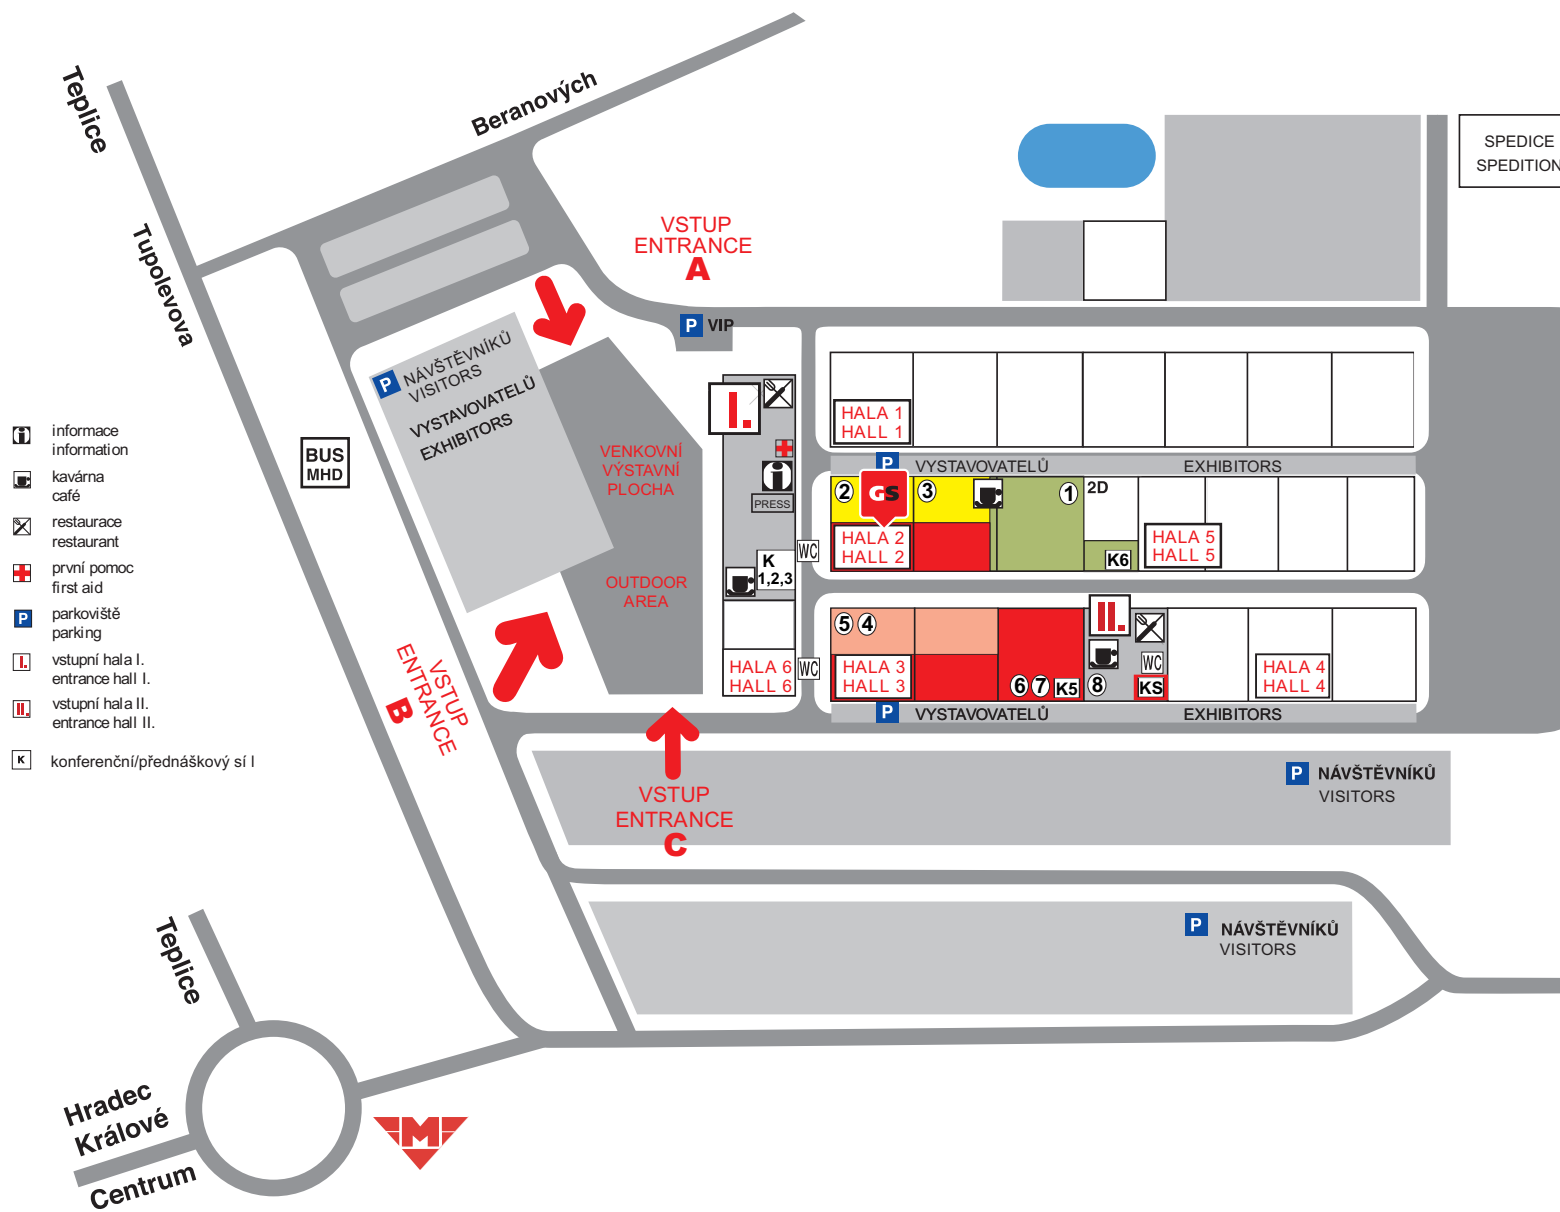 Teplice
Tupolevova
Beranových
SPEDICE
SPEDITION
VSTUP
ENTRANCE
A
P VIP
P NÁVŠTĚVNÍKŮ
VISITORS
VYSTAVOVATELŮ
EXHIBITORS
BUS
MHD
VENKOVNÍ
VÝSTAVNÍ
PLOCHA
OUTDOOR
AREA
I.
i
PRESS
K
1,2,3
WC
HALA 6
HALL 6
WC
HALA 1
HALL 1
P VYSTAVOVATELŮ EXHIBITORS
2 GS 3 1 2D
HALA 2
HALL 2
K6
HALA 5
HALL 5
5 4
II.
HALA 3
HALL 3
6 7 K5 8
WC
KS
HALA 4
HALL 4
P VYSTAVOVATELŮ EXHIBITORS
i informace
information
kavárna
café
restaurace
restaurant
první pomoc
first aid
P parkoviště
parking
I. vstupní hala I.
entrance hall I.
II. vstupní hala II.
entrance hall II.
K konferenční/přednáškový sí l
VSTUP
ENTRANCE
B
VSTUP
ENTRANCE
C
P NÁVŠTĚVNÍKŮ
VISITORS
P NÁVŠTĚVNÍKŮ
VISITORS
Teplice
Hradec
Králové
Centrum
M